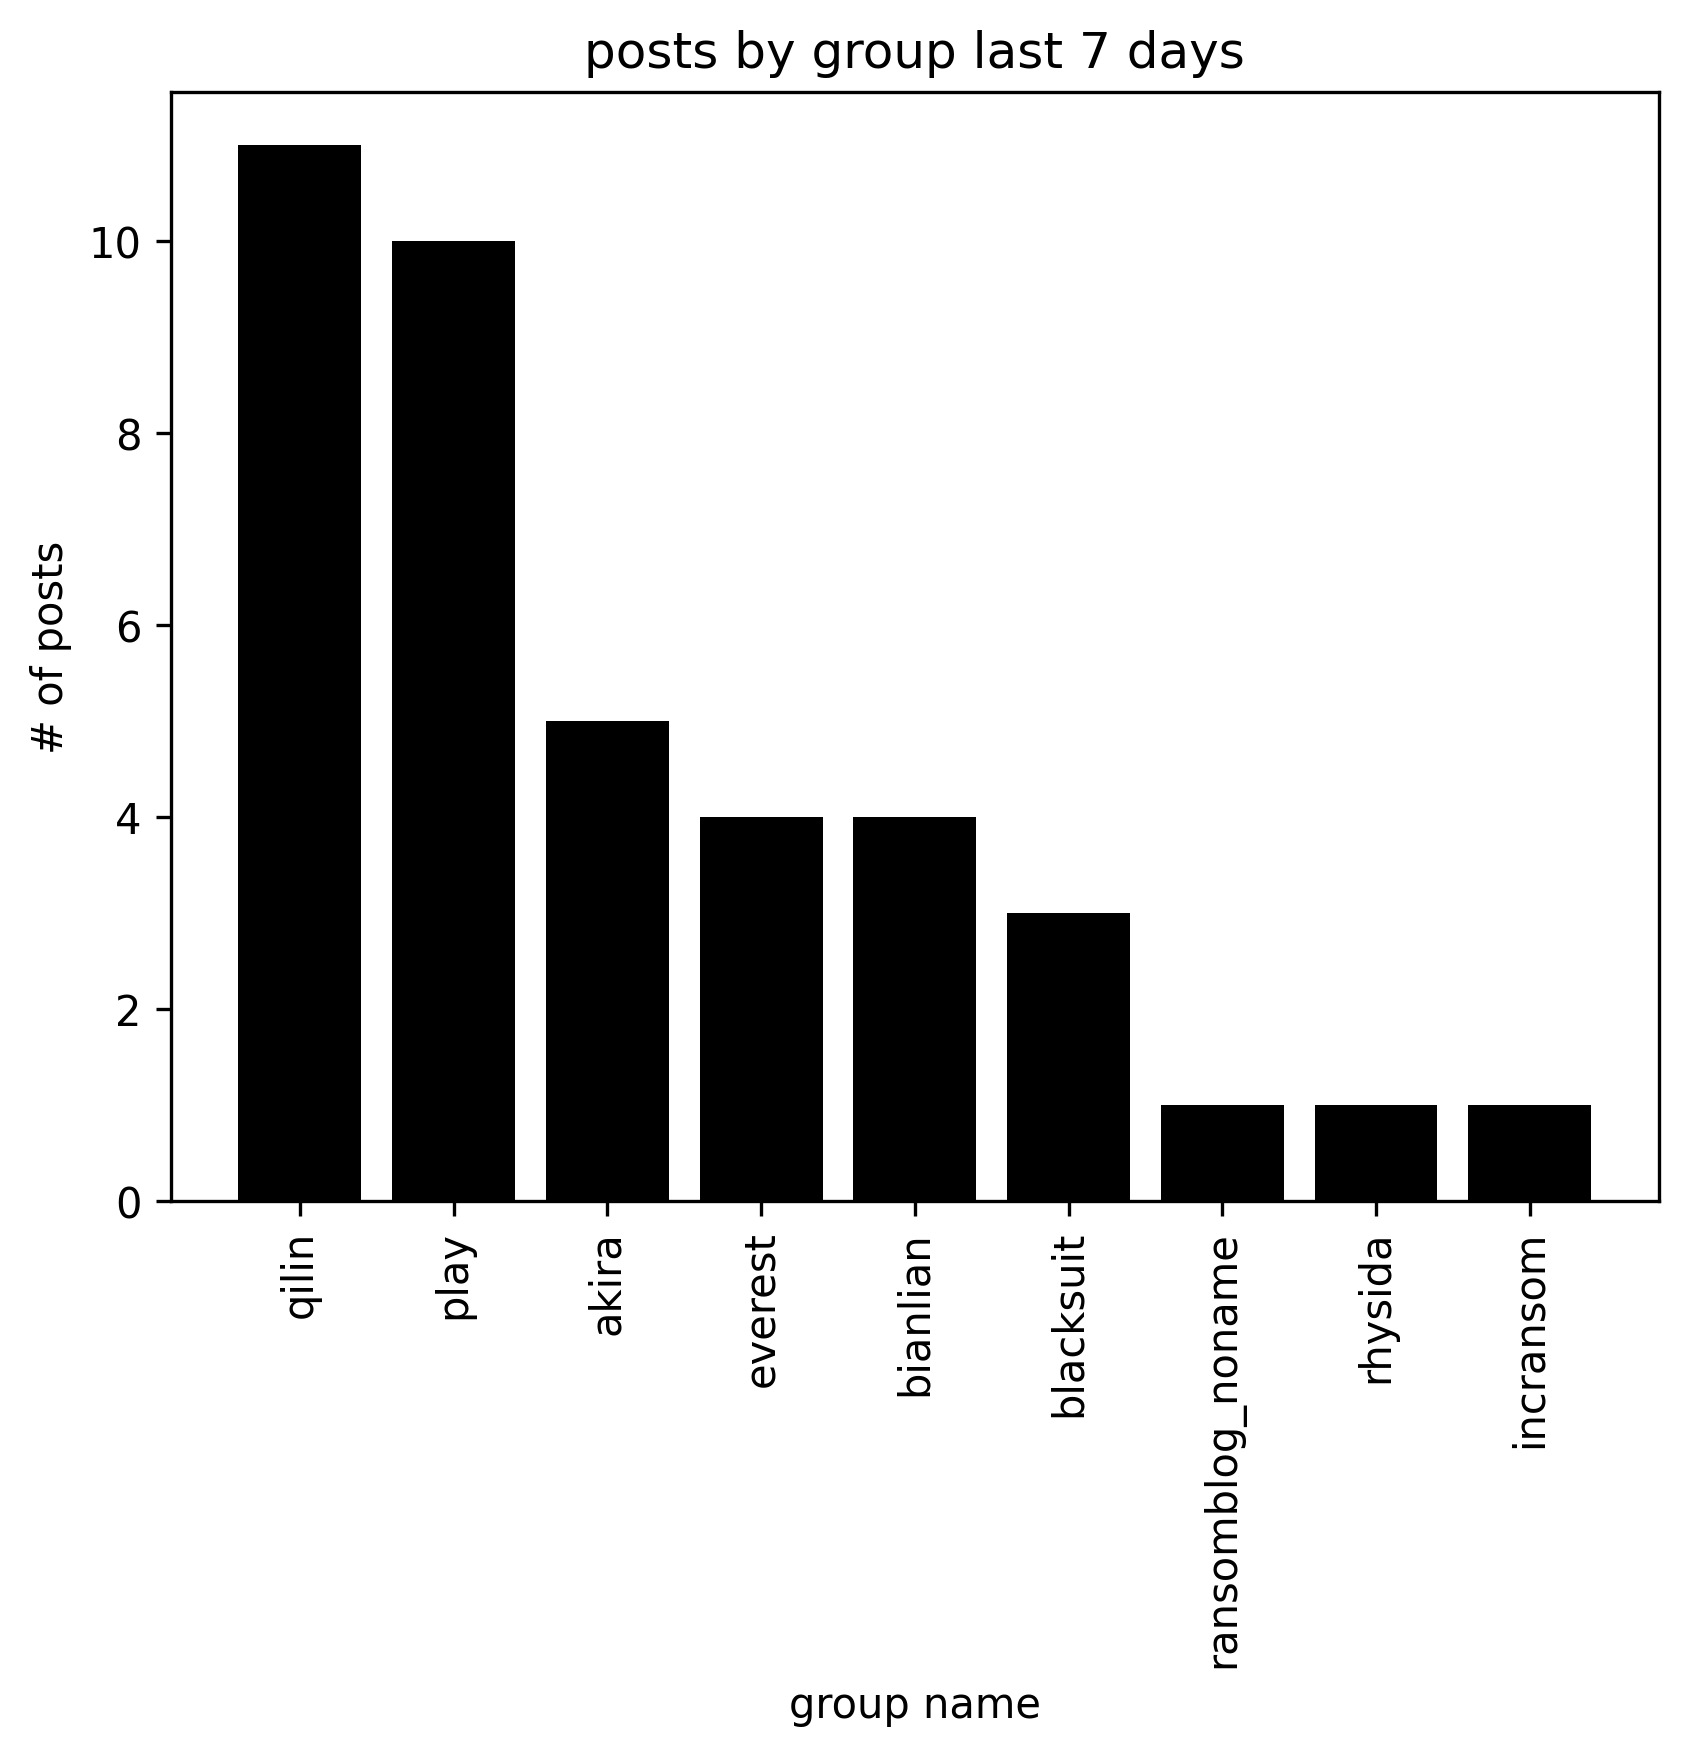 posts by group last 7 days
# of posts
10
8
6
4
2
0
qilin
play
akira
everest
bianlian
blacksuit
ransomblog_noname
rhysida
incransom
group name